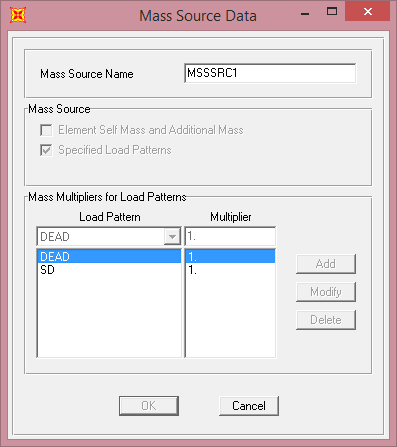 Mass Source Data
Mass Source Name
MSSSRC1
Mass Source
Element Self Mass and Additional Mass
Specified Load Patterns
Mass Multipliers for Load Patterns
Load Pattern Multiplier
DEAD 1.
DEAD 1.
SD 1.
Add
Modify
Delete
OK Cancel